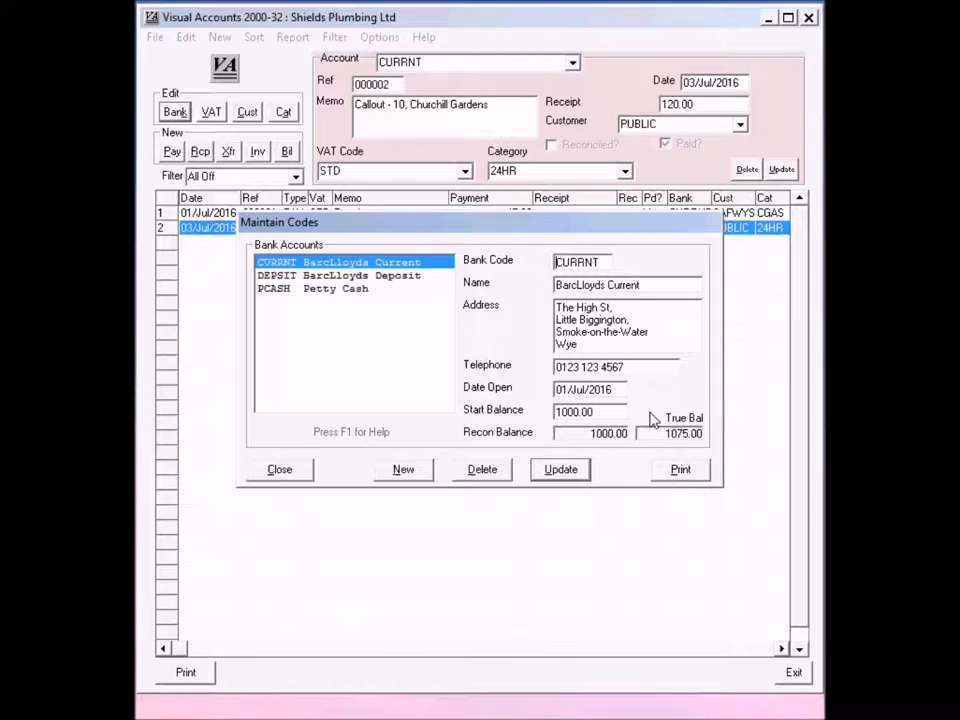 Visual Accounts 2000-32 : Shields Plumbing Ltd
File Edit New Sort Report Filter Options Help
VA
Account CURRNT
Ref 000002
Date 03/Jul/2016
Memo Callout - 10, Churchill Gardens
Receipt 120.00
Customer PUBLIC
Reconciled? Paid?
VAT Code
STD
Category
24HR
Delete Update
Edit
Bank VAT Cust Cat
New
Pay Rcp Xfr Inv Bil
Filter All Off
Date Ref Type Vat Memo Payment Receipt Rec Pd? Bank Cust Cat
1 01/Jul/2016 AFWYS CGAS
2 03/Jul/2016 BLIC 24HR
Maintain Codes
Bank Accounts
CURRNT BarcLloyds Current
DEPSIT BarcLloyds Deposit
PCASH Petty Cash
Press F1 for Help
Bank Code CURRNT
Name BarcLloyds Current
Address The High St,
Little Biggington,
Smoke-on-the-Water
Wye
Telephone 0123 123 4567
Date Open 01/Jul/2016
Start Balance 1000.00
True Bal
Recon Balance 1000.00 1075.00
Close New Delete Update Print
Print Exit